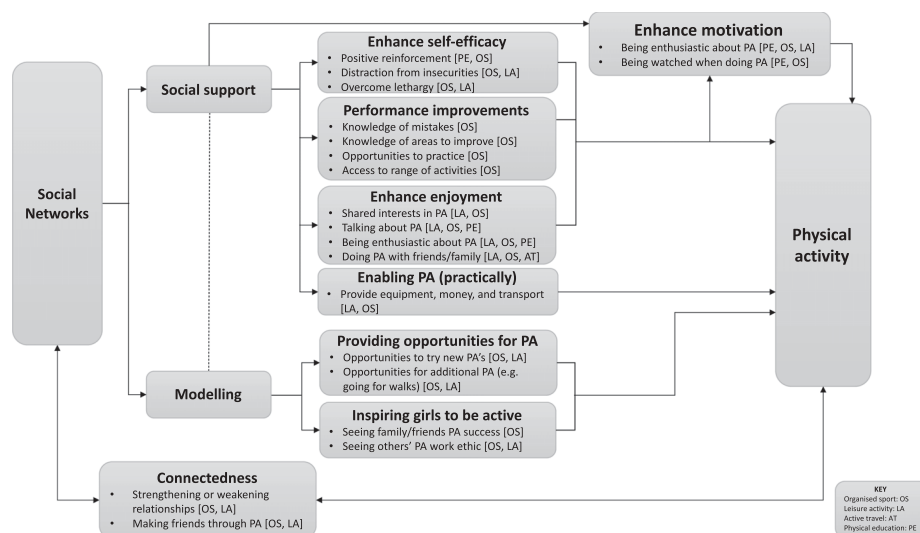 Social
Networks
Social support
Modelling
Enhance self-efficacy
• Positive reinforcement [PE, OS]
• Distraction from insecurities [OS, LA]
• Overcome lethargy [OS, LA]
Performance improvements
• Knowledge of mistakes [OS]
• Knowledge of areas to improve [OS]
• Opportunities to practice [OS]
• Access to range of activities [OS]
Enhance enjoyment
• Shared interests in PA [LA, OS]
• Talking about PA [LA, OS, PE]
• Being enthusiastic about PA [LA, OS, PE]
• Doing PA with friends/family [LA, OS, AT]
Enabling PA (practically)
• Provide equipment, money, and transport
[LA, OS]
Providing opportunities for PA
• Opportunities to try new PA's [OS, LA]
• Opportunities for additional PA (e.g.
going for walks) [OS, LA]
Inspiring girls to be active
• Seeing family/friends PA success [OS]
• Seeing others' PA work ethic [OS, LA]
Enhance motivation
• Being enthusiastic about PA [PE, OS, LA]
• Being watched when doing PA [PE, OS]
Physical
activity
Connectedness
• Strengthening or weakening
relationships [OS, LA]
• Making friends through PA [OS, LA]
KEY
Organised sport: OS
Leisure activity: LA
Active travel: AT
Physical education: PE